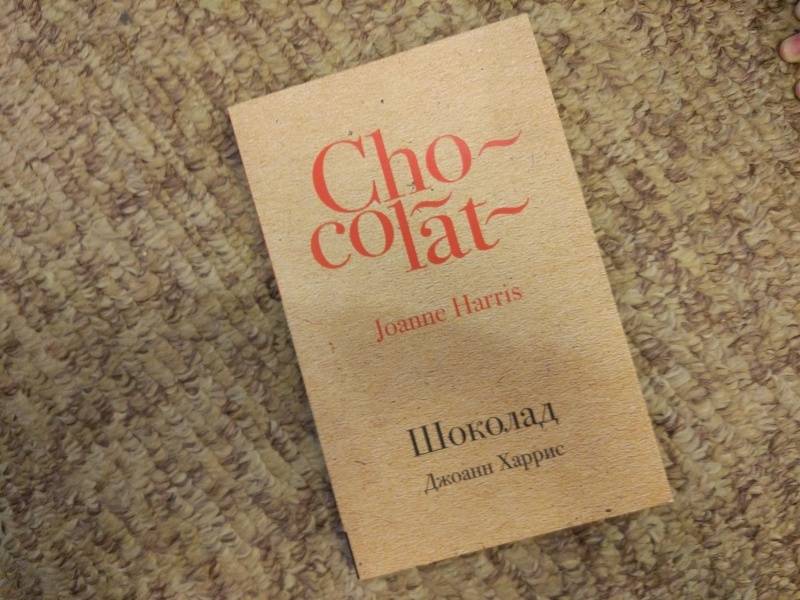 Cho~
colat~
Joanne Harris
Шоколад
Джоанн Харрис